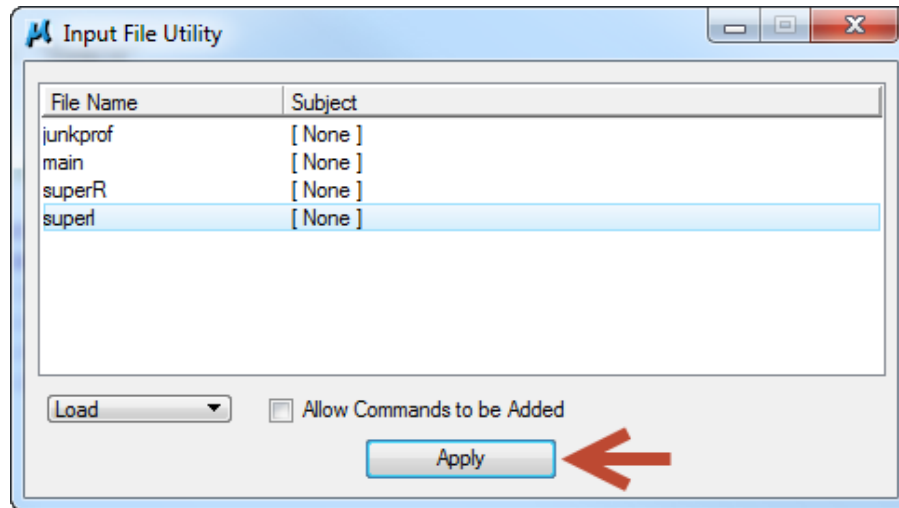 Input File Utility
File Name Subject
junkprof [ None ]
main [ None ]
superR [ None ]
superl [ None ]
Load Allow Commands to be Added
Apply